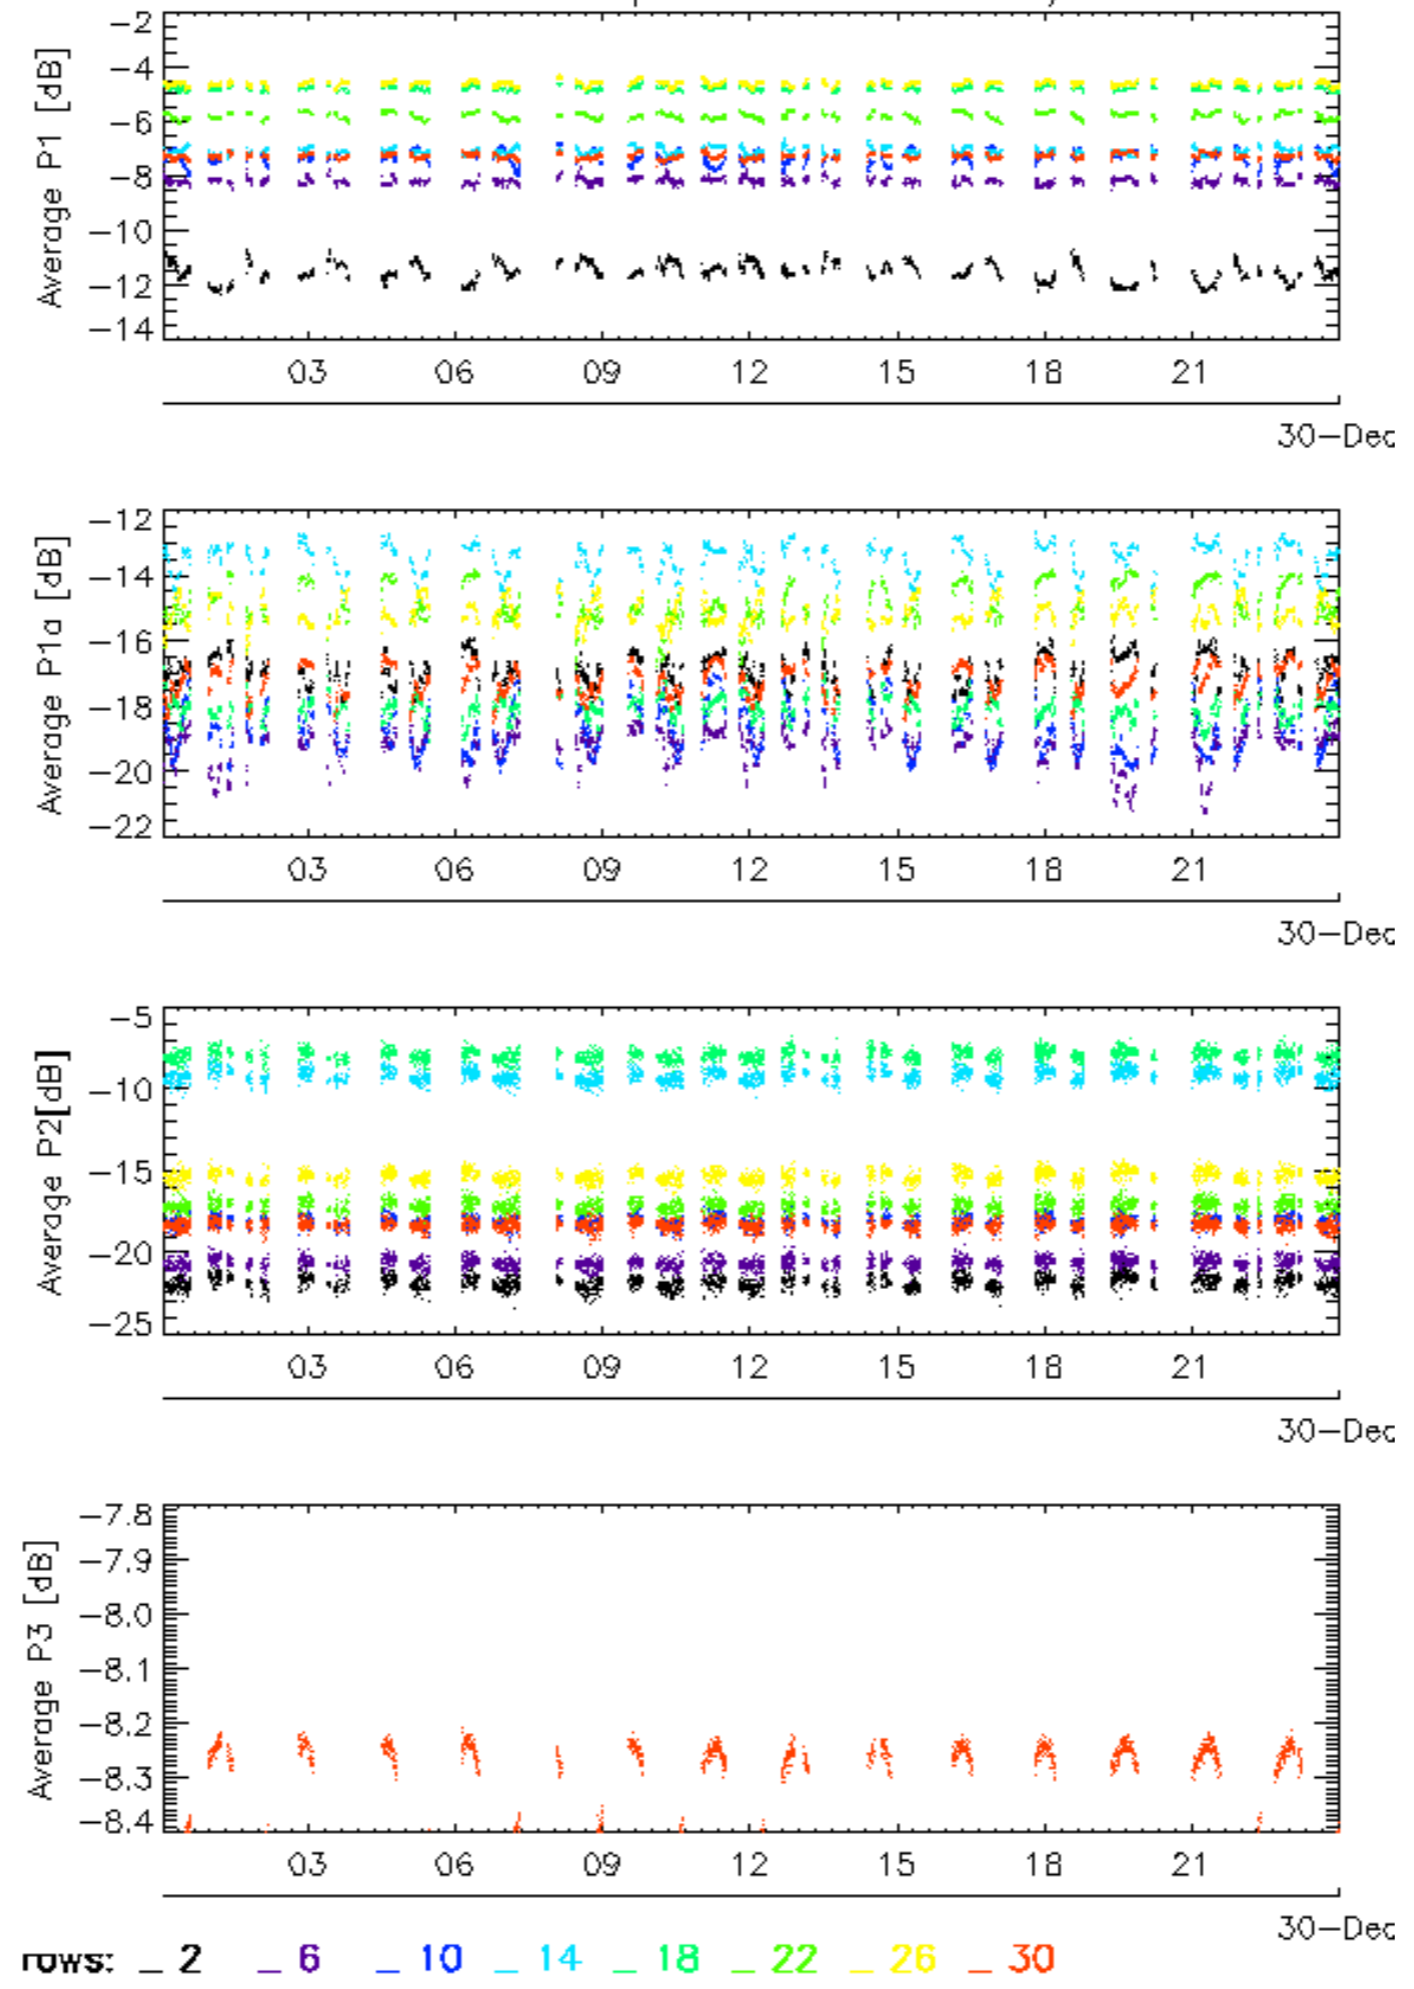 -2
-4
-6
-8
-10
-12
-14
Average P1 [dB]
03 06 09 12 15 18 21
30-Dec
-12
-14
-16
-18
-20
-22
Average P1a [dB]
03 06 09 12 15 18 21
30-Dec
-5
-10
-15
-20
-25
Average P2[dB]
03 06 09 12 15 18 21
30-Dec
-7.8
-7.9
-8.0
-8.1
-8.2
-8.3
-8.4
Average P3 [dB]
03 06 09 12 15 18 21
30-Dec
rows: _ 2 _ 6 _ 10 _ 14 _ 18 _ 22 _ 26 _ 30